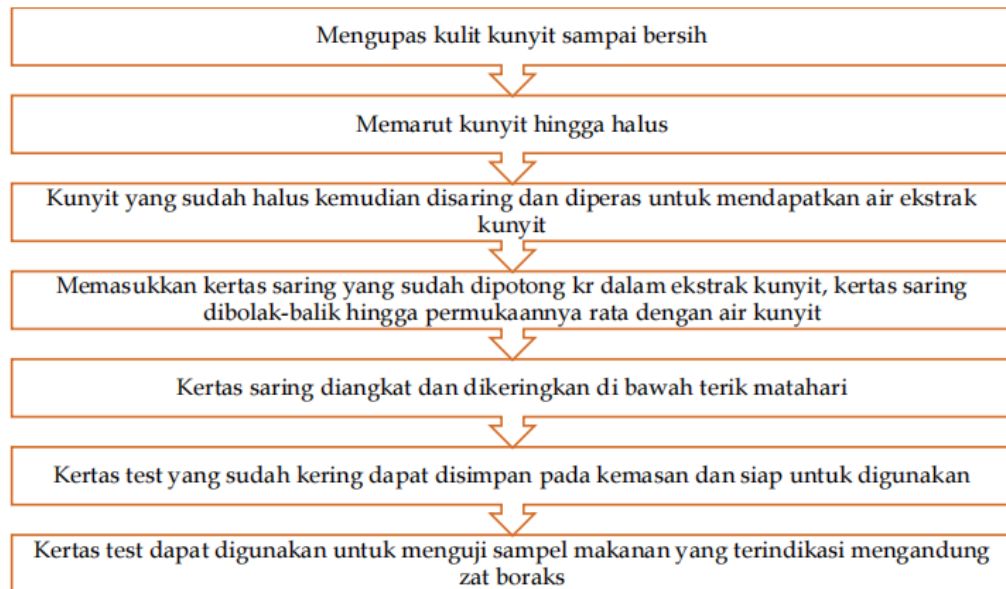 Mengupas kulit kunyit sampai bersih
Memarut kunyit hingga halus
Kunyit yang sudah halus kemudian disaring dan diperas untuk mendapatkan air ekstrak
kunyit
Memasukkan kertas saring yang sudah dipotong kr dalam ekstrak kunyit, kertas saring
dibolak-balik hingga permukaannya rata dengan air kunyit
Kertas saring diangkat dan dikeringkan di bawah terik matahari
Kertas test yang sudah kering dapat disimpan pada kemasan dan siap untuk digunakan
Kertas test dapat digunakan untuk menguji sampel makanan yang terindikasi mengandung
zat boraks